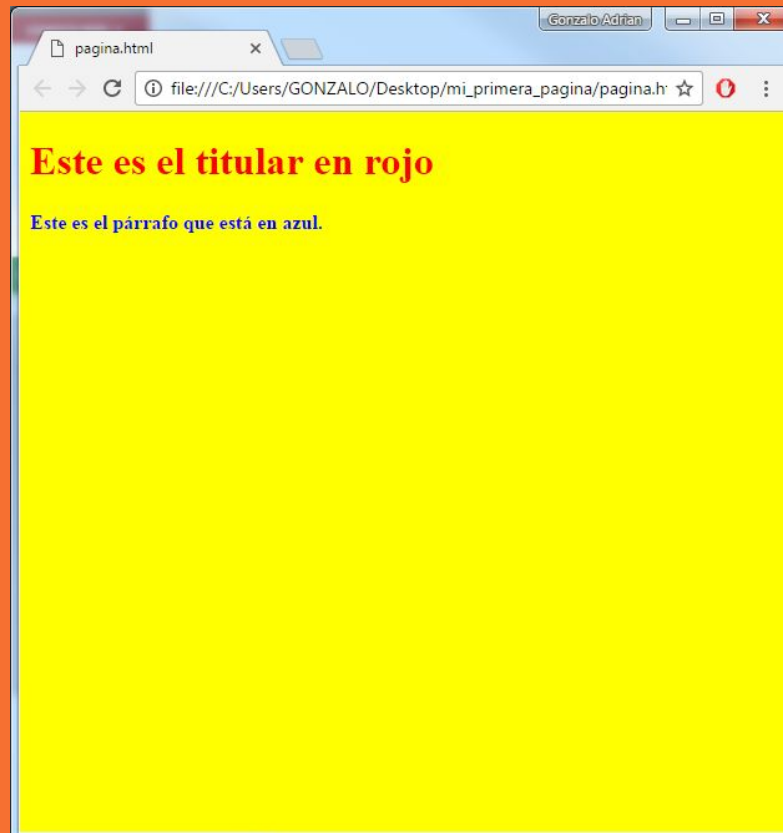 Gonzalo Adrian
pagina.html
file:///C:/Users/GONZALO/Desktop/mi_primera_pagina/pagina.h
Este es el titular en rojo
Este es el párrafo que está en azul.